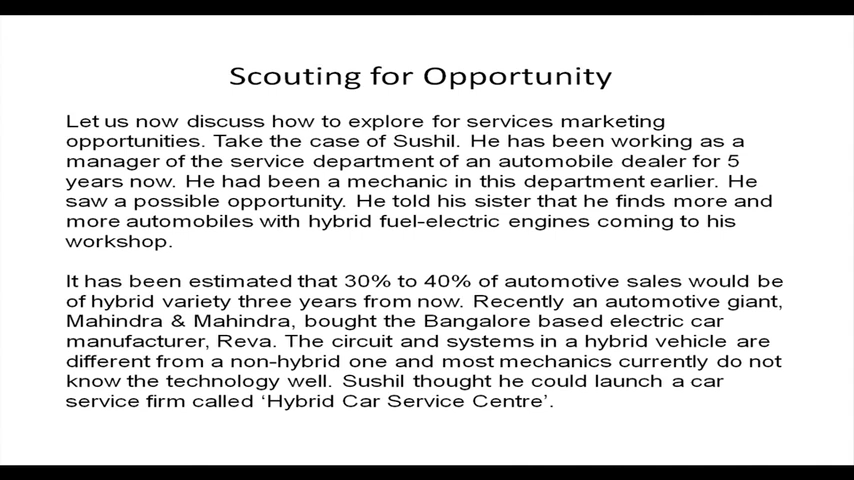 Scouting for Opportunity
Let us now discuss how to explore for services marketing
opportunities. Take the case of Sushil. He has been working as a
manager of the service department of an automobile dealer for 5
years now. He had been a mechanic in this department earlier. He
saw a possible opportunity. He told his sister that he finds more and
more automobiles with hybrid fuel-electric engines coming to his
workshop.
It has been estimated that 30% to 40% of automotive sales would be
of hybrid variety three years from now. Recently an automotive giant,
Mahindra & Mahindra, bought the Bangalore based electric car
manufacturer, Reva. The circuit and systems in a hybrid vehicle are
different from a non-hybrid one and most mechanics currently do not
know the technology well. Sushil thought he could launch a car
service firm called ‘Hybrid Car Service Centre’.